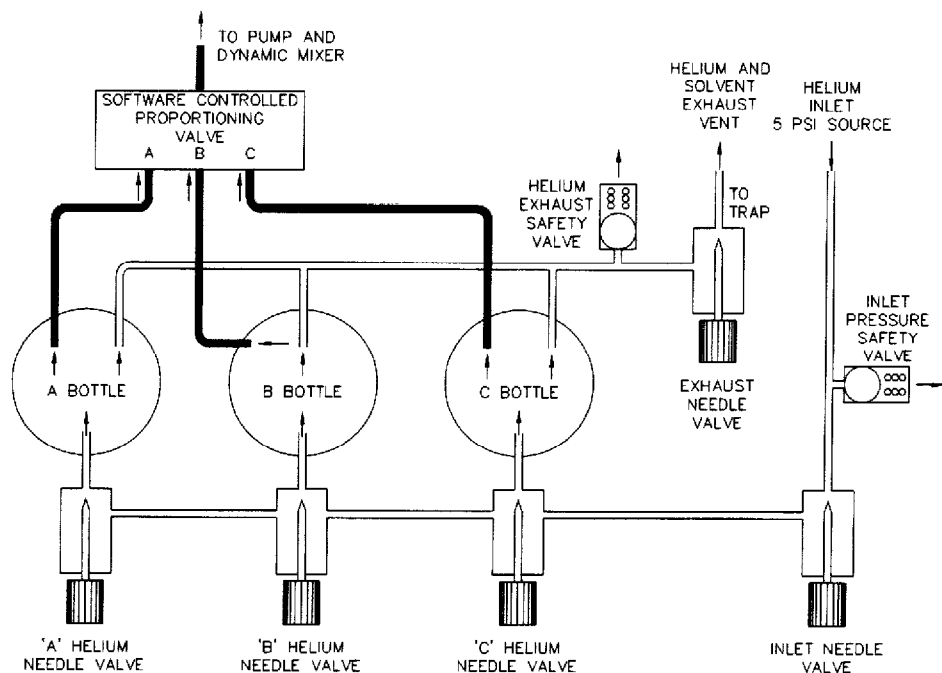 TO PUMP AND
DYNAMIC MIXER
SOFTWARE CONTROLLED
PROPORTIONING
VALVE
A B C
HELIUM
EXHAUST
SAFETY
VALVE
HELIUM AND
SOLVENT
EXHAUST
VENT
TO
TRAP
HELIUM
INLET
5 PSI SOURCE
INLET
PRESSURE
SAFETY
VALVE
EXHAUST
NEEDLE
VALVE
A BOTTLE
B BOTTLE
C BOTTLE
'A' HELIUM
NEEDLE VALVE
'B' HELIUM
NEEDLE VALVE
'C' HELIUM
NEEDLE VALVE
INLET NEEDLE
VALVE